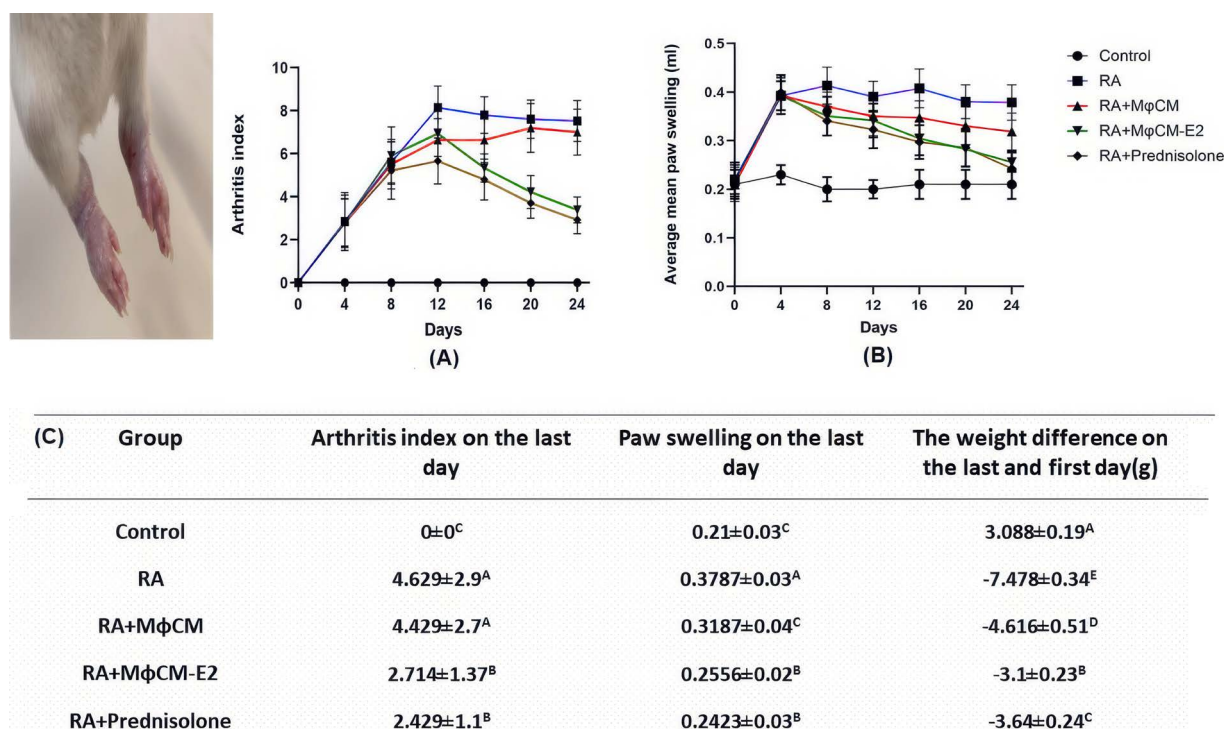 Arthritis index
10
8
6
4
2
0
0 4 8 12 16 20 24
Days
(A)
Average mean paw swelling (ml)
0.5
0.4
0.3
0.2
0.1
0.0
0 4 8 12 16 20 24
Days
(B)
Control
RA
RA+MφCM
RA+MφCM-E2
RA+Prednisolone
(C) Group Arthritis index on the last day Paw swelling on the last day The weight difference on the last and first day(g)
Control 0±0ᶜ 0.21±0.03ᶜ 3.088±0.19ᴬ
RA 4.629±2.9ᴬ 0.3787±0.03ᴬ -7.478±0.34ᴱ
RA+MϕCM 4.429±2.7ᴬ 0.3187±0.04ᶜ -4.616±0.51ᴰ
RA+MϕCM-E2 2.714±1.37ᴮ 0.2556±0.02ᴮ -3.1±0.23ᴮ
RA+Prednisolone 2.429±1.1ᴮ 0.2423±0.03ᴮ -3.64±0.24ᶜ